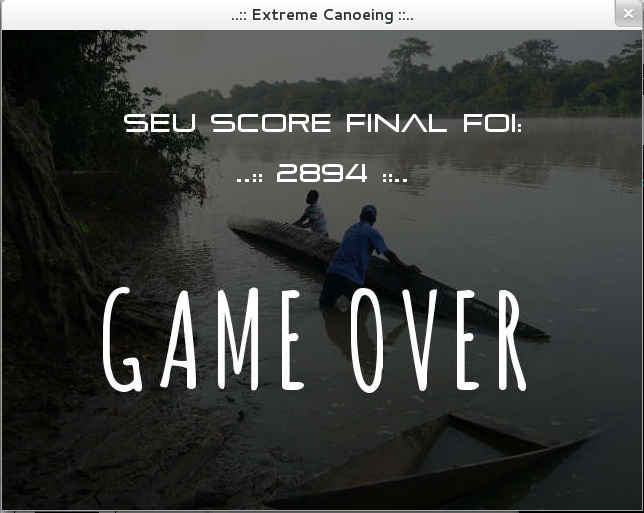 ..:: Extreme Canoeing ::..
SEU SCORE FINAL FOI:
..:: 2894 ::..
GAME OVER